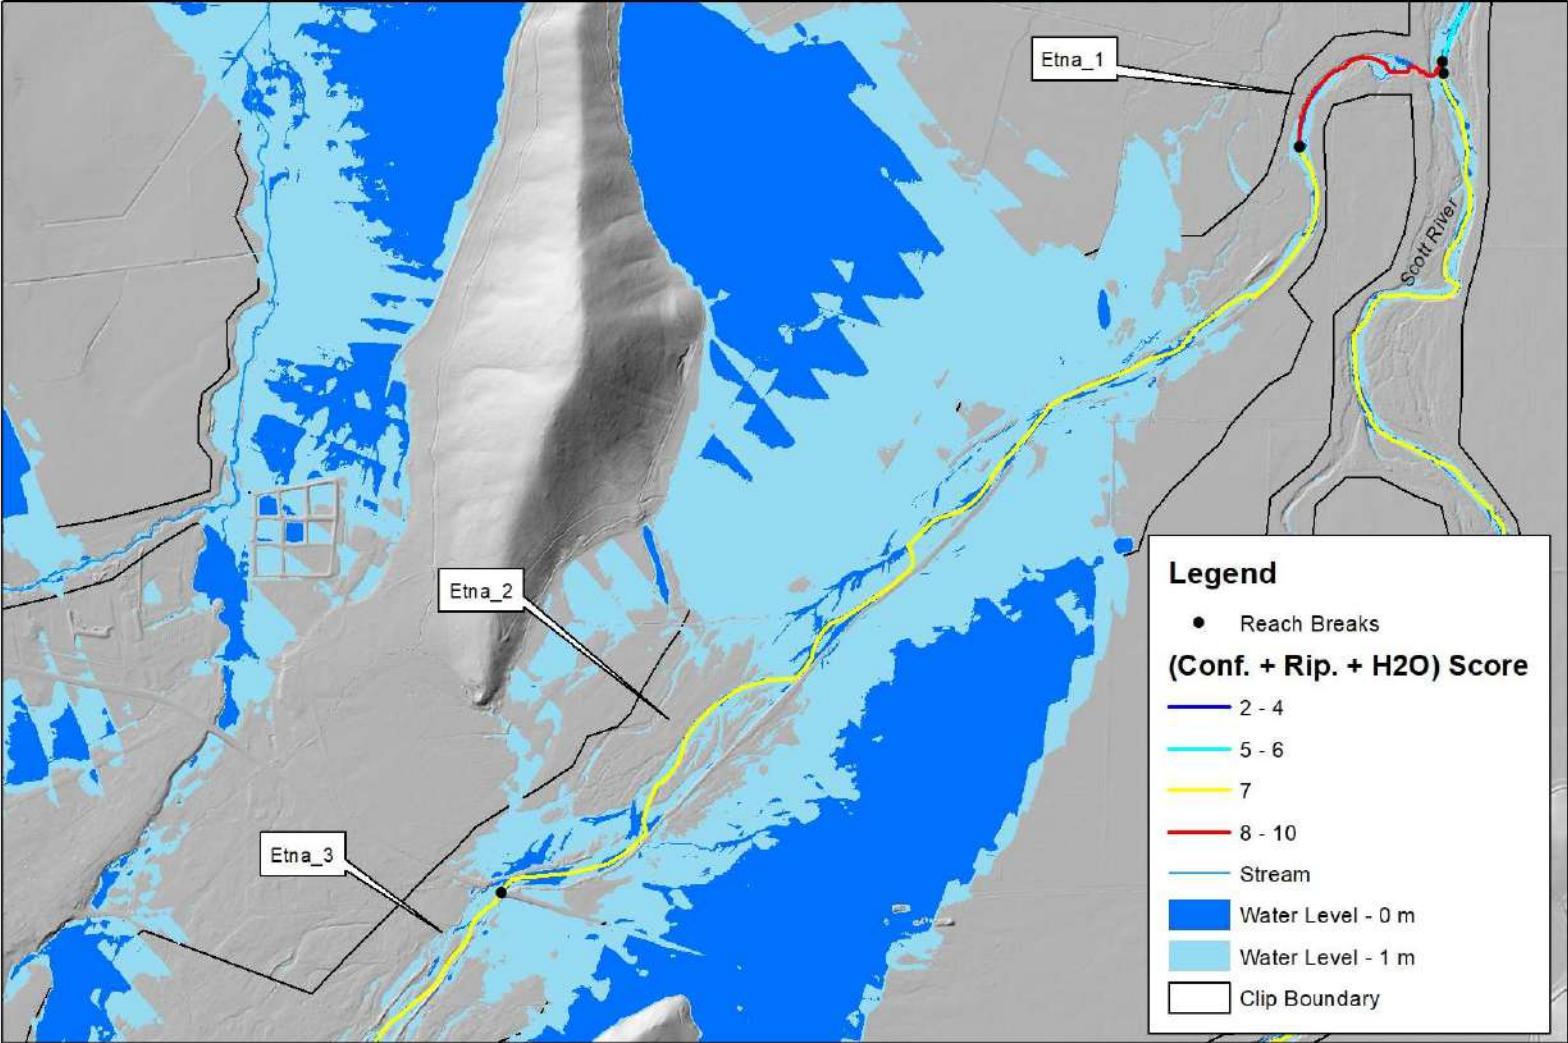 Etna_1
Scott River
Etna_2
Etna_3
Legend
Reach Breaks
(Conf. + Rip. + H2O) Score
2 - 4
5 - 6
7
8 - 10
Stream
Water Level - 0 m
Water Level - 1 m
Clip Boundary